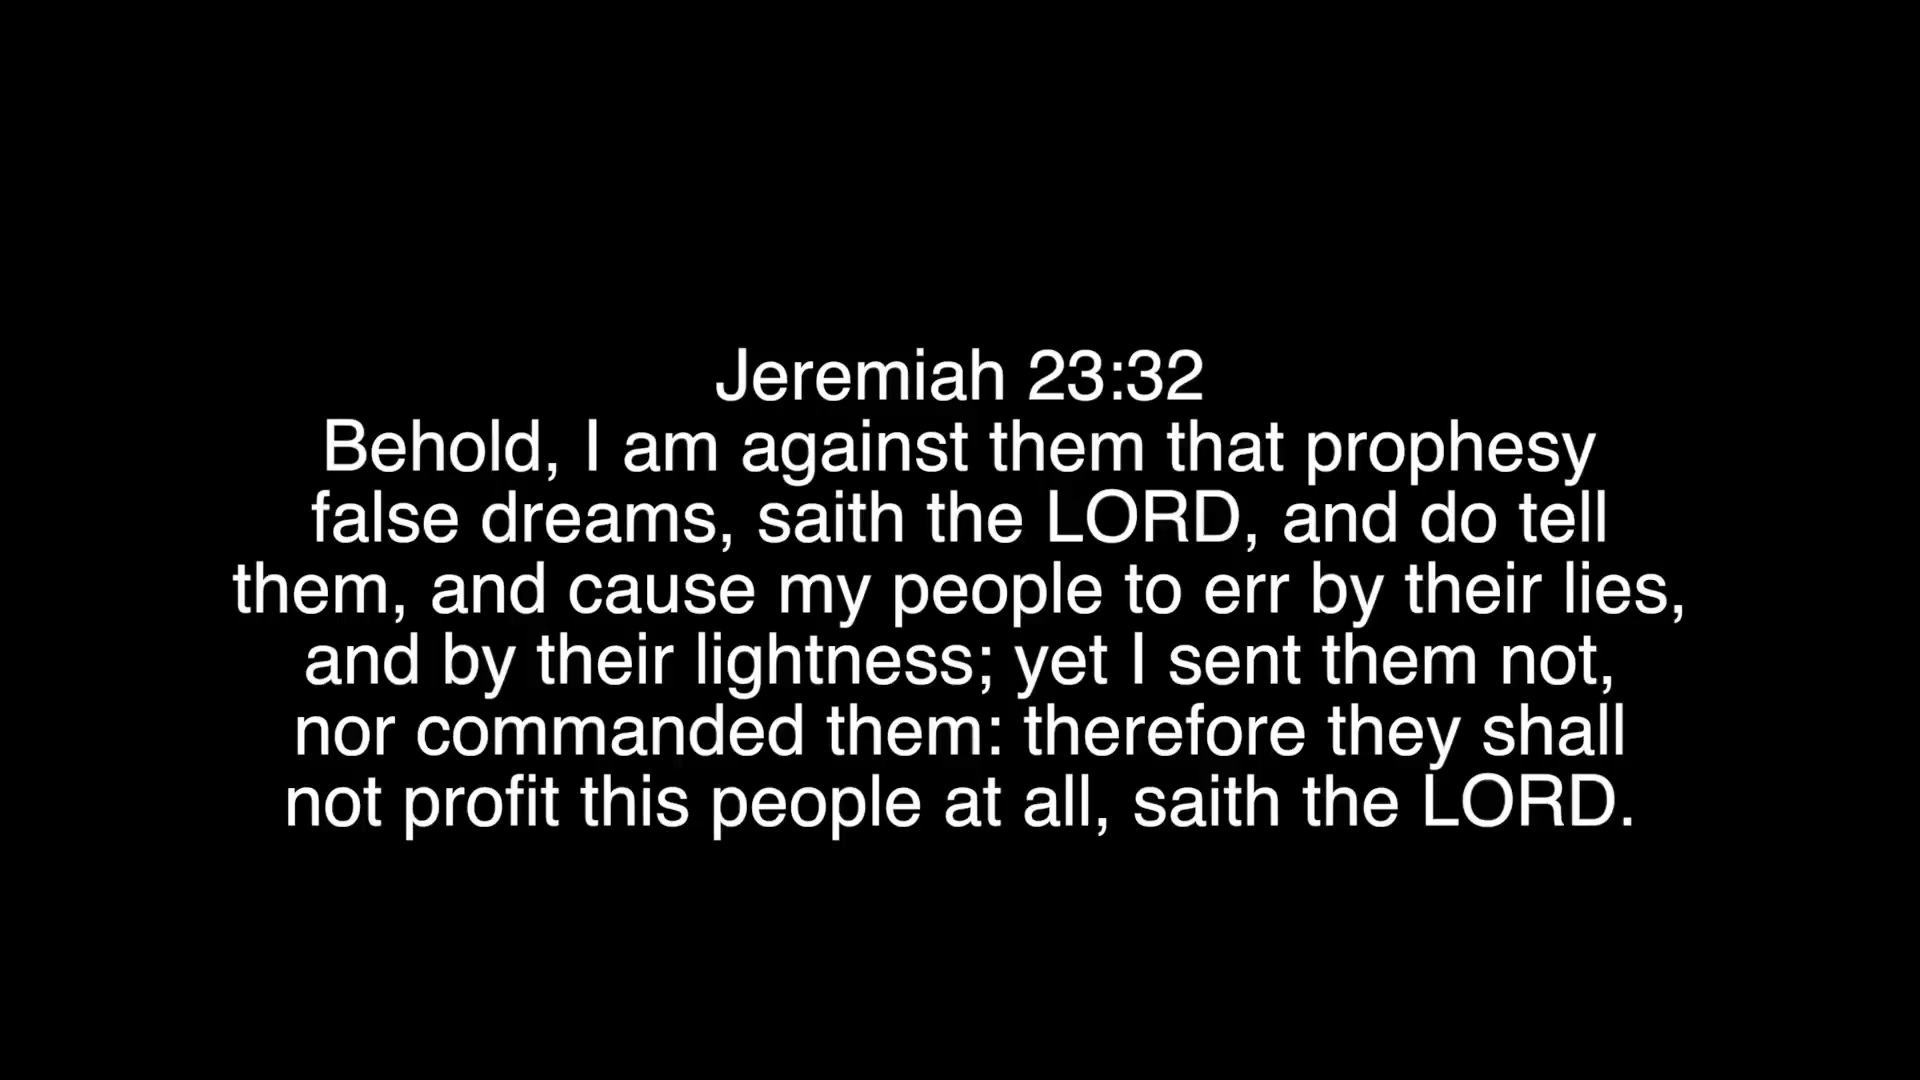 Jeremiah 23:32
Behold, I am against them that prophesy
false dreams, saith the LORD, and do tell
them, and cause my people to err by their lies,
and by their lightness; yet I sent them not,
nor commanded them: therefore they shall
not profit this people at all, saith the LORD.